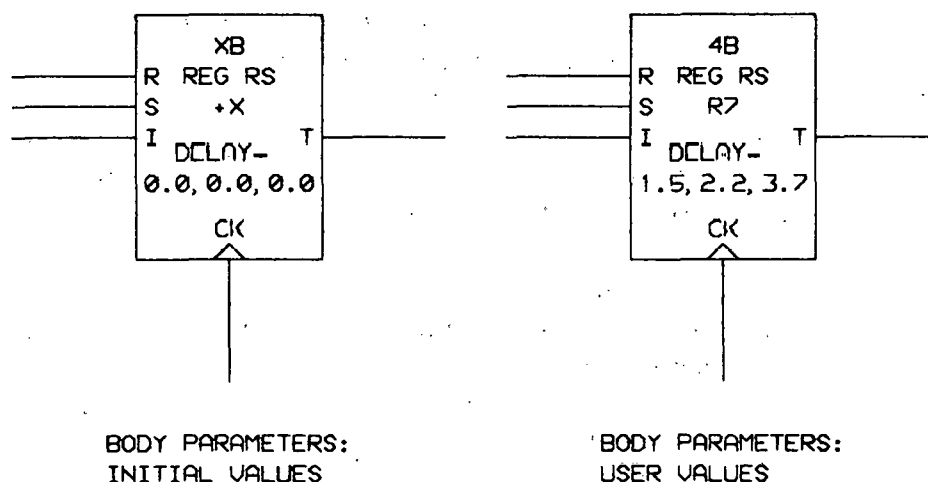 XB
R REG RS
S +X
I T
DELAY-
0.0, 0.0, 0.0
CK
BODY PARAMETERS:
INITIAL VALUES
4B
R REG RS
S R7
I T
DELAY-
1.5, 2.2, 3.7
CK
BODY PARAMETERS:
USER VALUES